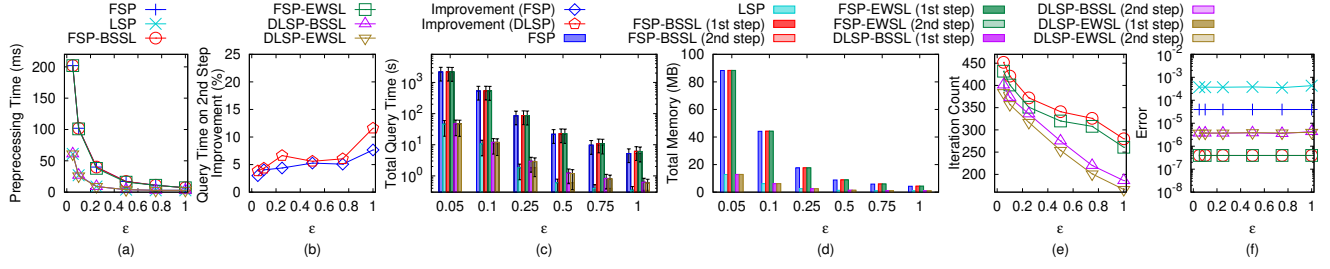 FSP
LSP
FSP-BSSL
FSP-EWSL
DLSP-BSSL
DLSP-EWSL
Improvement (FSP)
Improvement (DLSP)
FSP
LSP
FSP-BSSL (1st step)
FSP-BSSL (2nd step)
FSP-EWSL (1st step)
FSP-EWSL (2nd step)
DLSP-BSSL (1st step)
DLSP-BSSL (2nd step)
DLSP-EWSL (1st step)
DLSP-EWSL (2nd step)
Preprecessing Time (ms)
200
150
100
50
0
0 0.2 0.4 0.6 0.8 1
ε
(a)
Query Time on 2nd Step
Improvement (%)
25
20
15
10
5
0
0 0.2 0.4 0.6 0.8 1
ε
(b)
Total Query Time (s)
10³
10²
10¹
10⁰
0.05 0.1 0.25 0.5 0.75 1
ε
(c)
Total Memory (MB)
100
80
60
40
20
0
0.05 0.1 0.25 0.5 0.75 1
ε
(d)
Iteration Count
450
400
350
300
250
200
0 0.2 0.4 0.6 0.8 1
ε
(e)
Error
10⁻²
10⁻³
10⁻⁴
10⁻⁵
10⁻⁶
10⁻⁷
10⁻⁸
0 0.2 0.4 0.6 0.8 1
ε
(f)